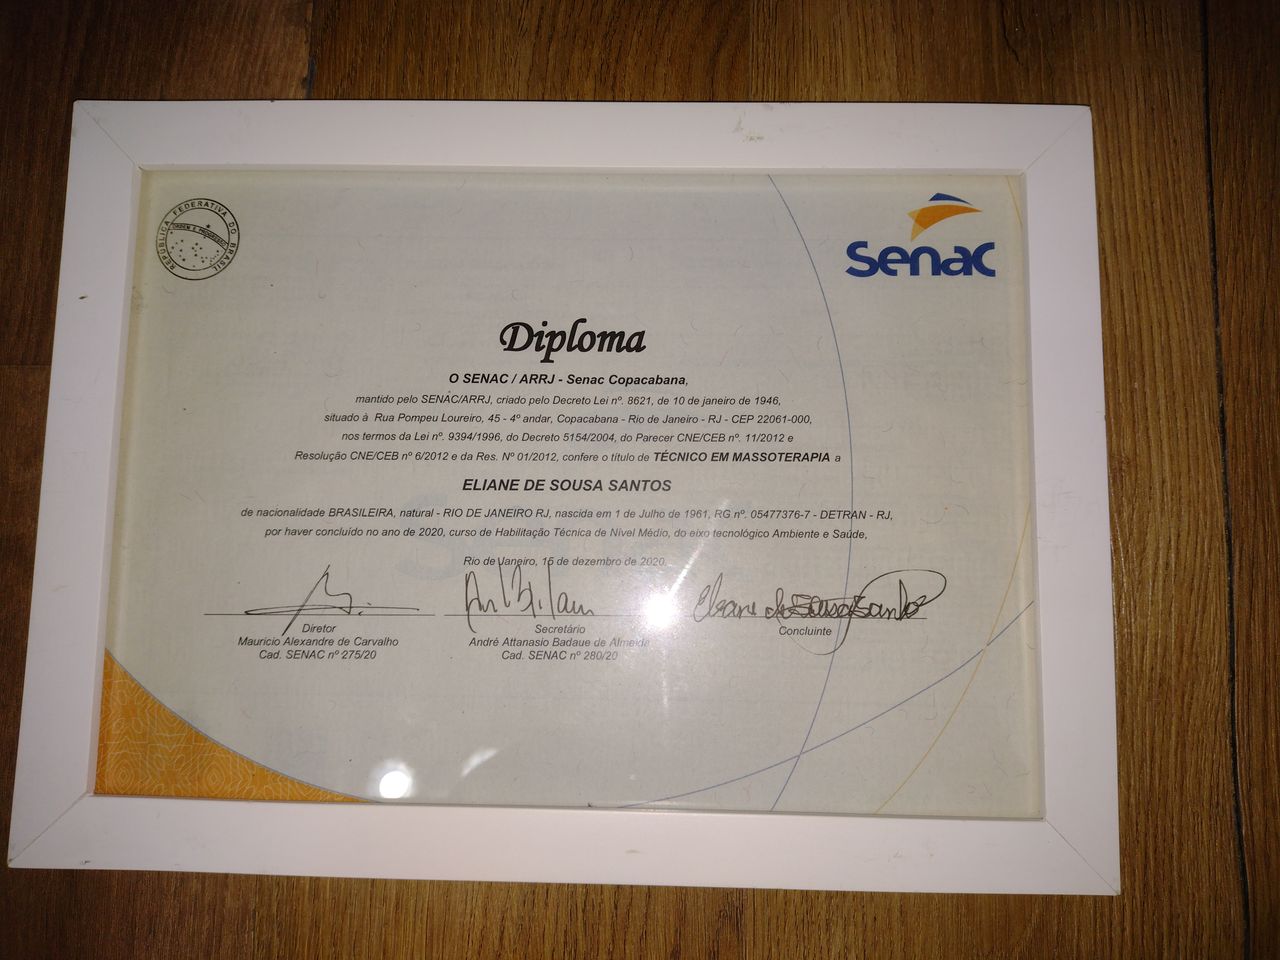 REPÚBLICA FEDERATIVA DO BRASIL
ORDEM E PROGRESSO
Senac
Diploma
O SENAC / ARRJ - Senac Copacabana,
mantido pelo SENAC/ARRJ, criado pelo Decreto Lei nº. 8621, de 10 de janeiro de 1946,
situado à Rua Pompeu Loureiro, 45 - 4º andar, Copacabana - Rio de Janeiro - RJ - CEP 22061-000,
nos termos da Lei nº. 9394/1996, do Decreto 5154/2004, do Parecer CNE/CEB nº. 11/2012 e
Resolução CNE/CEB nº 6/2012 e da Res. Nº 01/2012, confere o título de TÉCNICO EM MASSOTERAPIA a
ELIANE DE SOUSA SANTOS
de nacionalidade BRASILEIRA, natural - RIO DE JANEIRO RJ, nascida em 1 de Julho de 1961, RG nº. 05477376-7 - DETRAN - RJ,
por haver concluído no ano de 2020, curso de Habilitação Técnica de Nível Médio, do eixo tecnológico Ambiente e Saúde,
Rio de Janeiro, 15 de dezembro de 2020.
Eliane de Sousa Santos
Diretor Secretário Concluinte
Mauricio Alexandre de Carvalho André Attanasio Badaue de Almeida
Cad. SENAC nº 275/20 Cad. SENAC nº 280/20